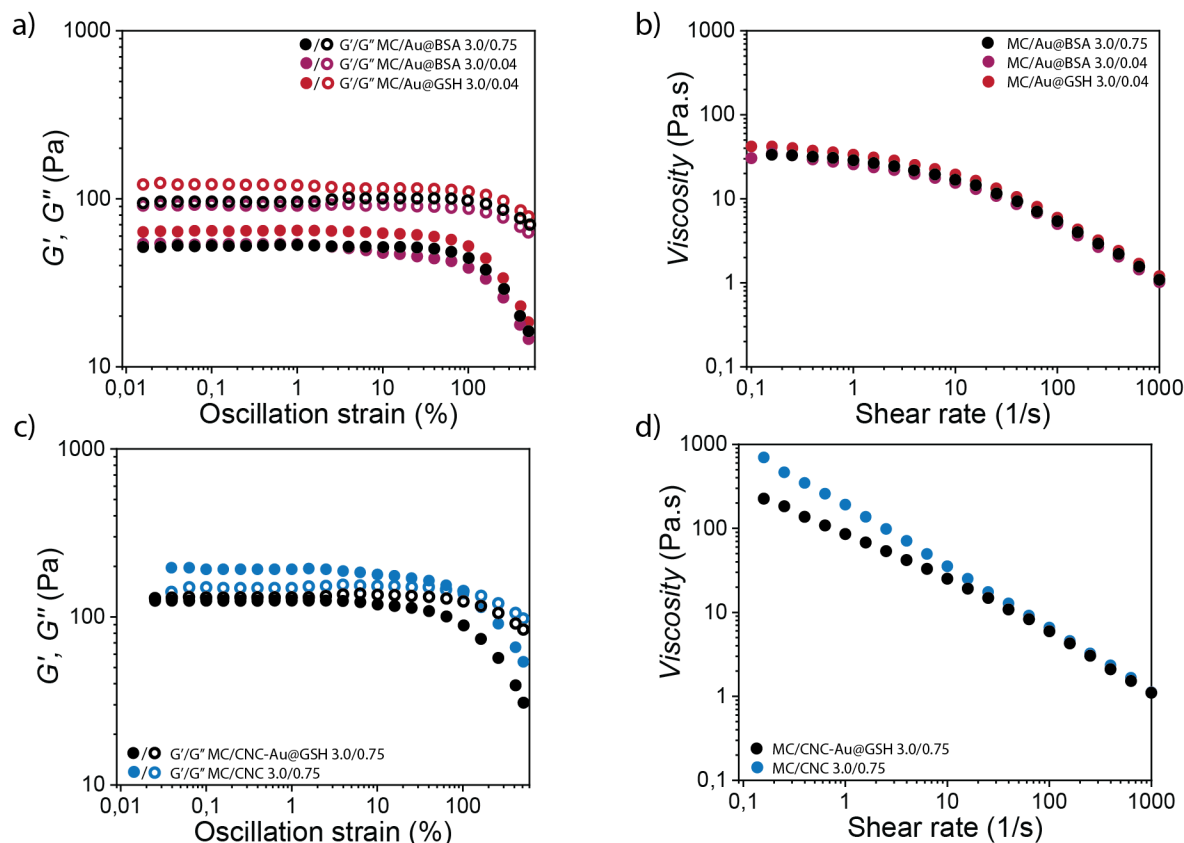 a)
1000
100
10
G′, G″ (Pa)
0,01 0,1 1 10 100
Oscillation strain (%)
/ G′/G″ MC/Au@BSA 3.0/0.75
/ G′/G″ MC/Au@BSA 3.0/0.04
/ G′/G″ MC/Au@GSH 3.0/0.04
b)
1000
100
10
1
0,1
Viscosity (Pa.s)
0,1 1 10 100 1000
Shear rate (1/s)
MC/Au@BSA 3.0/0.75
MC/Au@BSA 3.0/0.04
MC/Au@GSH 3.0/0.04
c)
1000
100
10
G′, G″ (Pa)
/ G′/G″ MC/CNC-Au@GSH 3.0/0.75
/ G′/G″ MC/CNC 3.0/0.75
0,01 0,1 1 10 100
Oscillation strain (%)
d)
1000
100
10
1
0,1
Viscosity (Pa.s)
MC/CNC-Au@GSH 3.0/0.75
MC/CNC 3.0/0.75
0,1 1 10 100 1000
Shear rate (1/s)